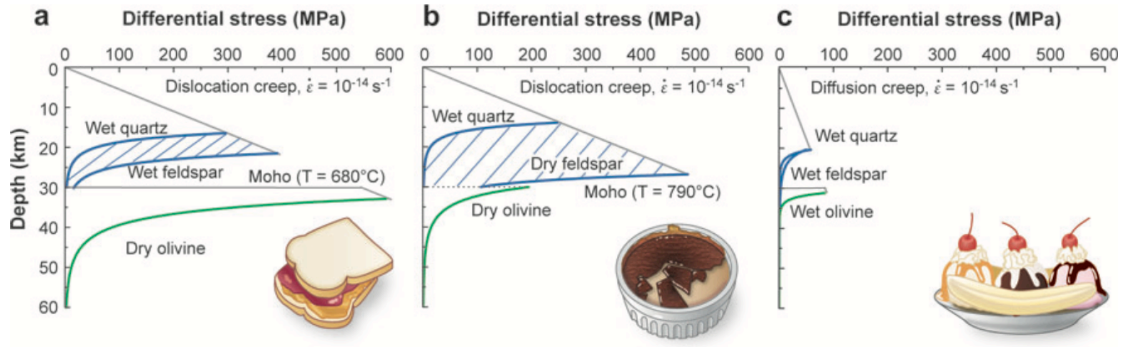 a Differential stress (MPa)
0 100 200 300 400 500 600
0
10
20
30
40
50
60
Depth (km)
Dislocation creep, ε̇ = 10⁻¹⁴ s⁻¹
Wet quartz
Wet feldspar
Moho (T = 680°C)
Dry olivine
b Differential stress (MPa)
0 100 200 300 400 500 600
Dislocation creep, ε̇ = 10⁻¹⁴ s⁻¹
Wet quartz
Dry feldspar
Moho (T = 790°C)
Dry olivine
c Differential stress (MPa)
0 100 200 300 400 500 600
Diffusion creep, ε̇ = 10⁻¹⁴ s⁻¹
Wet quartz
Wet feldspar
Wet olivine